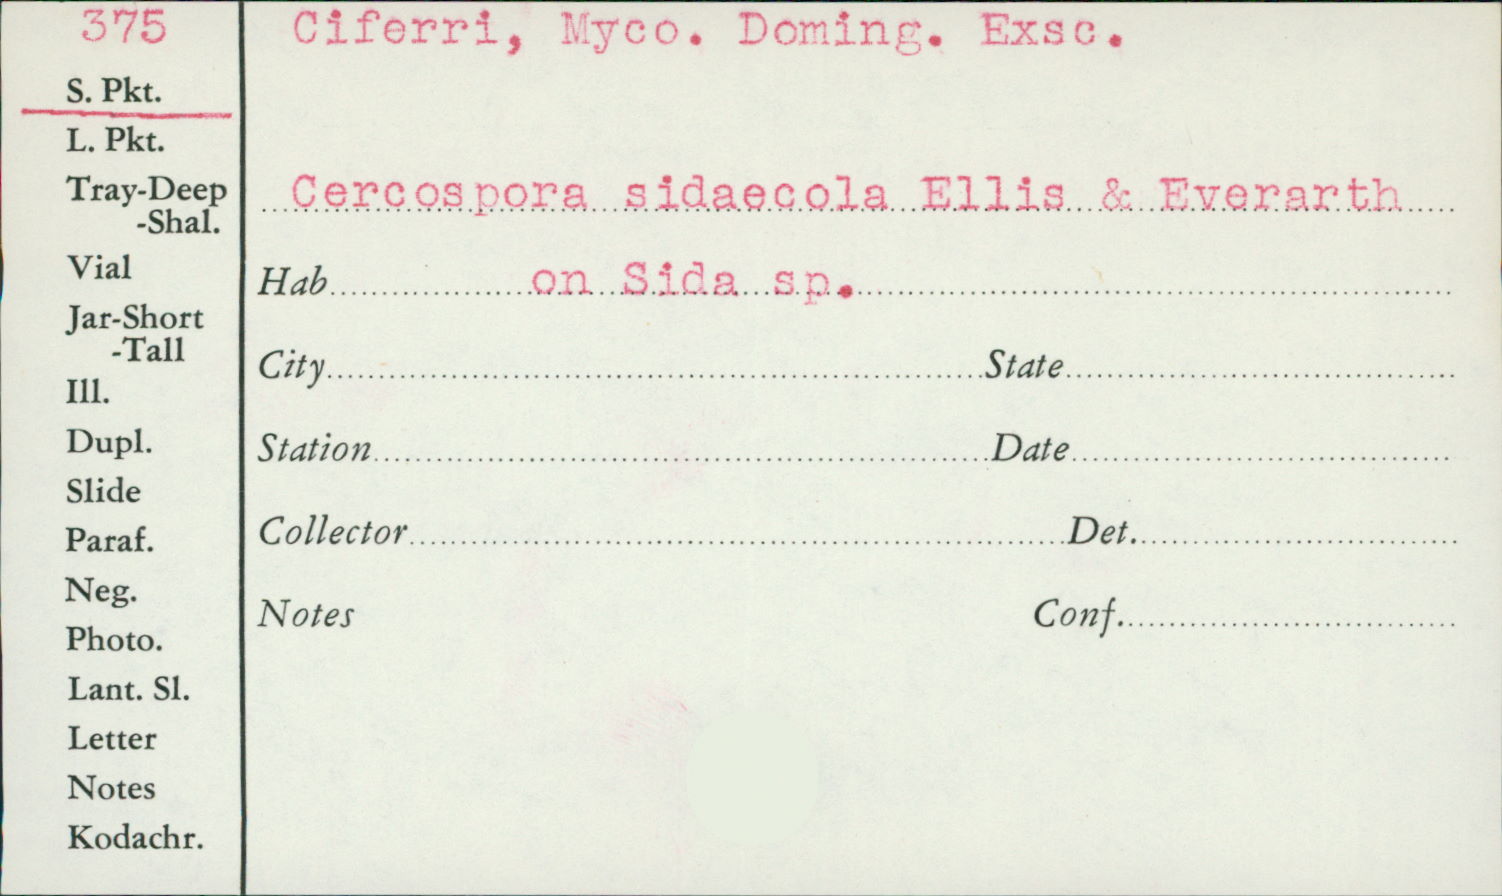 375
Ciferri, Myco. Doming. Exsc.
S. Pkt.
L. Pkt.
Tray-Deep
-Shal.
Vial
Jar-Short
-Tall
Ill.
Dupl.
Slide
Paraf.
Neg.
Photo.
Lant. Sl.
Letter
Notes
Kodachr.
Cercospora sidaecola Ellis & Everarth
Hab on Sida sp.
City State
Station Date
Collector Det.
Notes Conf.